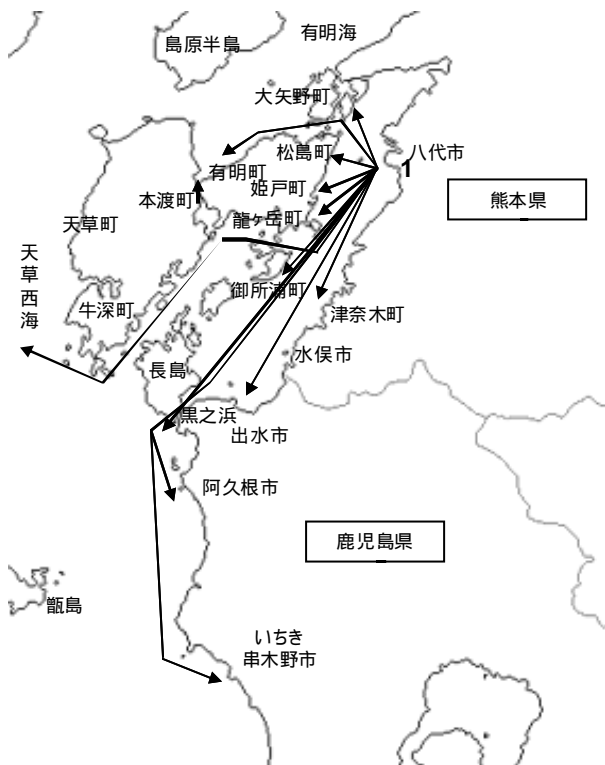 有明海
島原半島
大矢野町
八代市
1
松島町
有明町
姫戸町
熊本県
本渡町
龍ヶ岳町
天草町
天草西海
御所浦町
牛深町
津奈木町
水俣市
長島
黒之浜
出水市
阿久根市
鹿児島県
甑島
いちき
串木野市